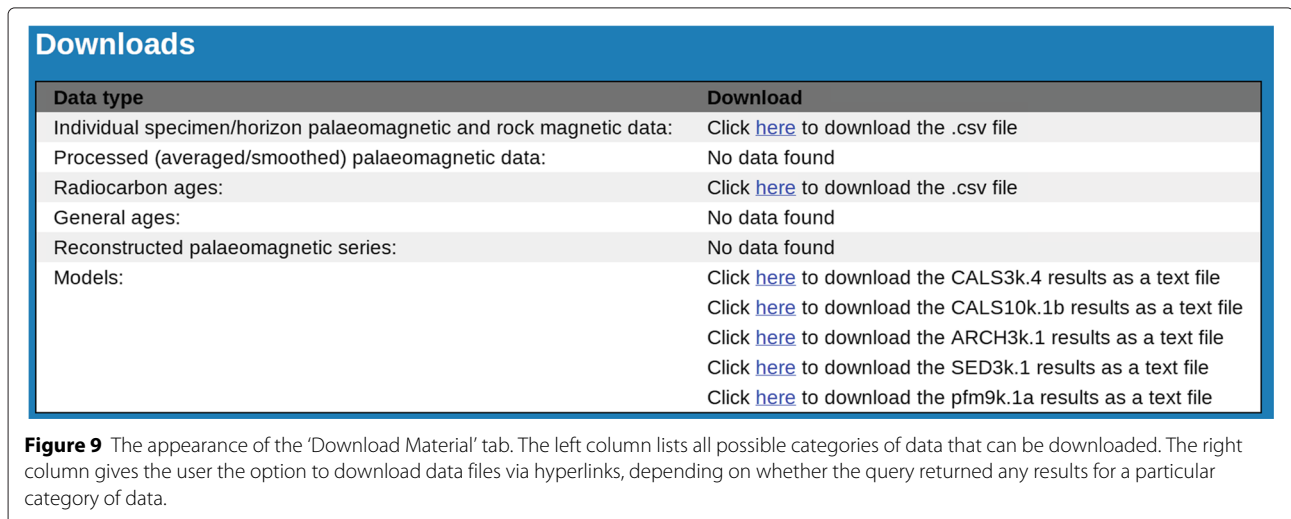 Downloads
Data type Download
Individual specimen/horizon palaeomagnetic and rock magnetic data: Click here to download the .csv file
Processed (averaged/smoothed) palaeomagnetic data: No data found
Radiocarbon ages: Click here to download the .csv file
General ages: No data found
Reconstructed palaeomagnetic series: No data found
Models: Click here to download the CALS3k.4 results as a text file
Click here to download the CALS10k.1b results as a text file
Click here to download the ARCH3k.1 results as a text file
Click here to download the SED3k.1 results as a text file
Click here to download the pfm9k.1a results as a text file
Figure 9 The appearance of the ‘Download Material’ tab. The left column lists all possible categories of data that can be downloaded. The right
column gives the user the option to download data files via hyperlinks, depending on whether the query returned any results for a particular
category of data.